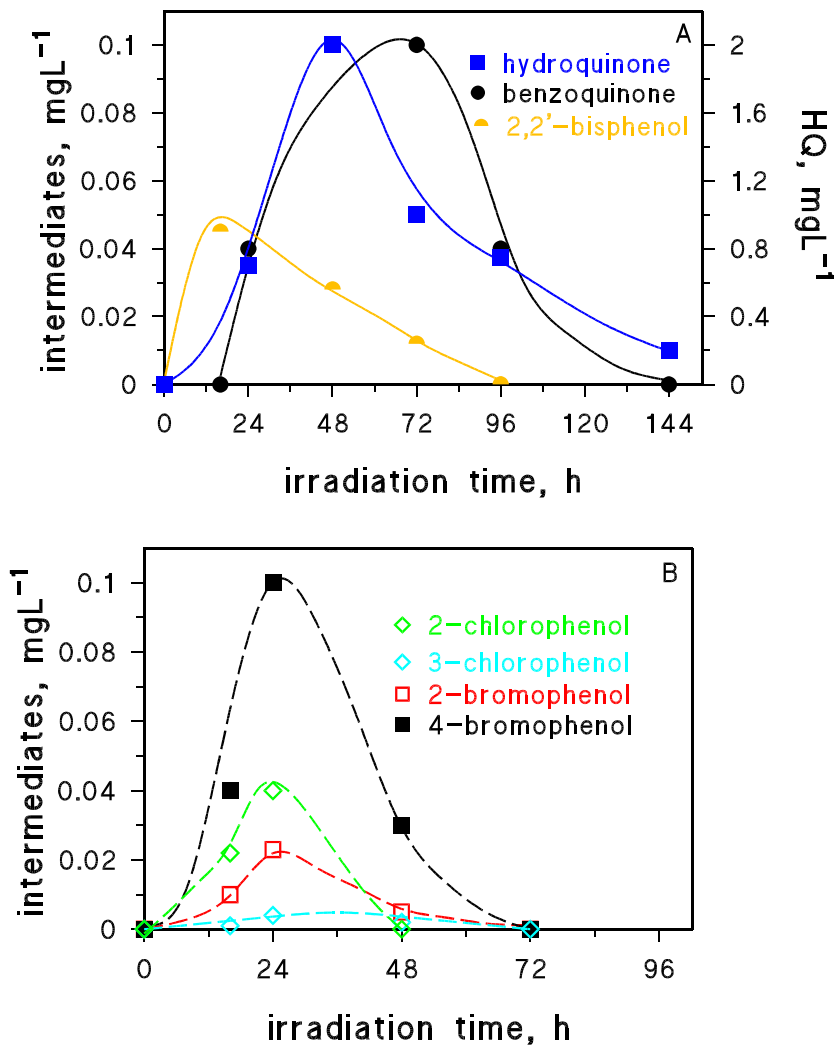 A
0.1
0.08
0.06
0.04
0.02
0
intermediates, mgL⁻¹
hydroquinone
benzoquinone
2,2'-bisphenol
2
1.6
1.2
0.8
0.4
0
HQ, mgL⁻¹
0 24 48 72 96 120 144
irradiation time, h
B
0.1
0.08
0.06
0.04
0.02
0
intermediates, mgL⁻¹
2-chlorophenol
3-chlorophenol
2-bromophenol
4-bromophenol
0 24 48 72 96
irradiation time, h